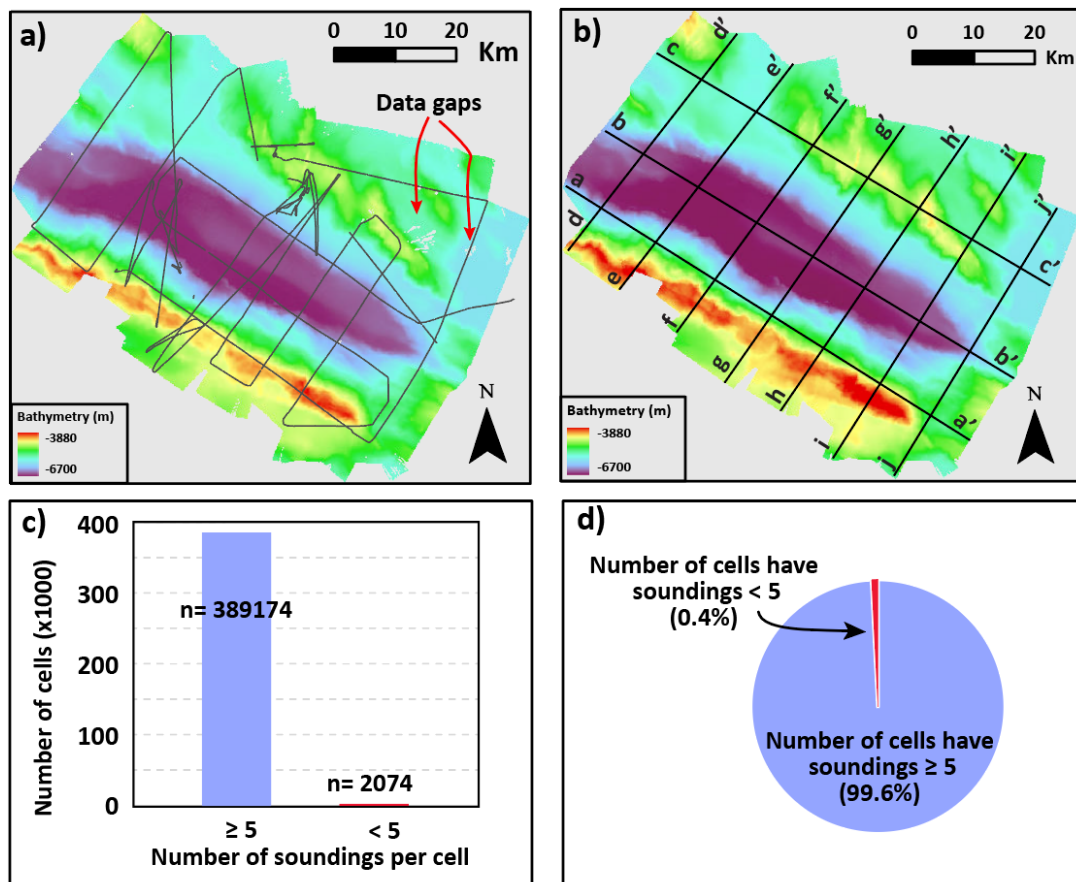 a)
0 10 20
Km
Data gaps
N
Bathymetry (m)
-3880
-6700
b)
0 10 20
Km
d'
c
e'
f'
g'
b
h'
i'
a
j'
d
c'
e
f
b'
g
h
a'
i
j
N
Bathymetry (m)
-3880
-6700
c)
Number of cells (x1000)
400
300
200
100
0
n= 389174
n= 2074
≥ 5
< 5
Number of soundings per cell
d)
Number of cells have
soundings < 5
(0.4%)
Number of cells have
soundings ≥ 5
(99.6%)